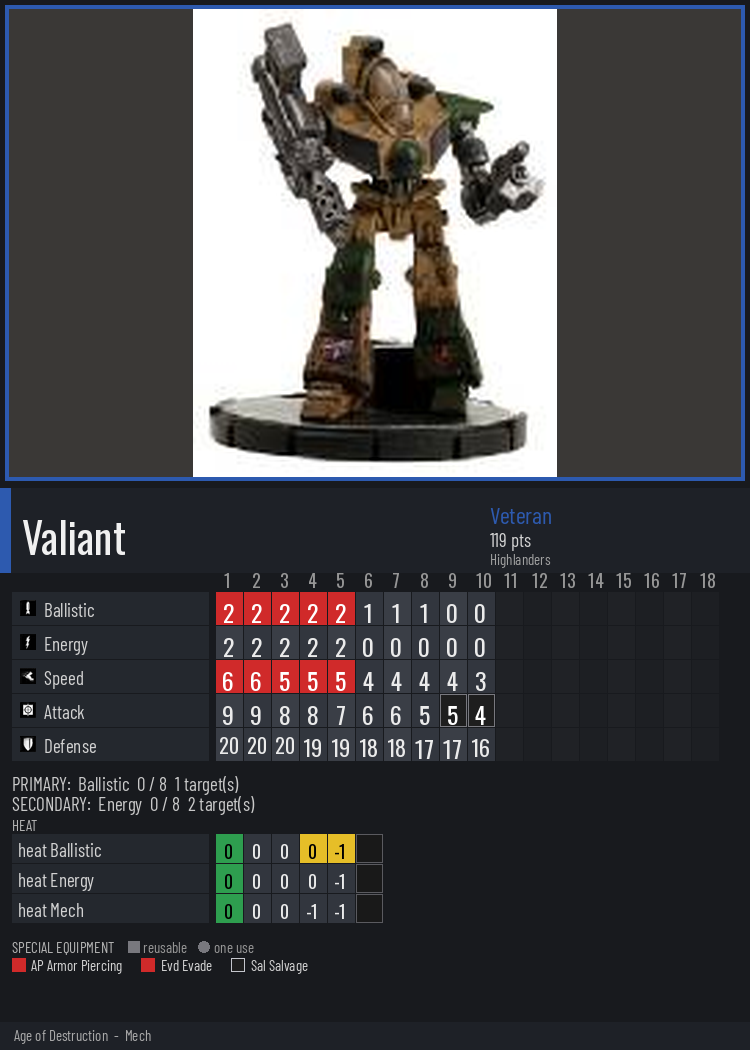 Valiant
Veteran
119 pts
Highlanders
1 2 3 4 5 6 7 8 9 10 11 12 13 14 15 16 17 18
Ballistic 2 2 2 2 2 1 1 1 0 0
Energy 2 2 2 2 2 0 0 0 0 0
Speed 6 6 5 5 5 4 4 4 4 3
Attack 9 9 8 8 7 6 6 5 5 4
Defense 20 20 20 19 19 18 18 17 17 16
PRIMARY: Ballistic 0 / 8 1 target(s)
SECONDARY: Energy 0 / 8 2 target(s)
HEAT
heat Ballistic 0 0 0 0 -1
heat Energy 0 0 0 0 -1
heat Mech 0 0 0 -1 -1
SPECIAL EQUIPMENT reusable one use
AP Armor Piercing Evd Evade Sal Salvage
Age of Destruction - Mech